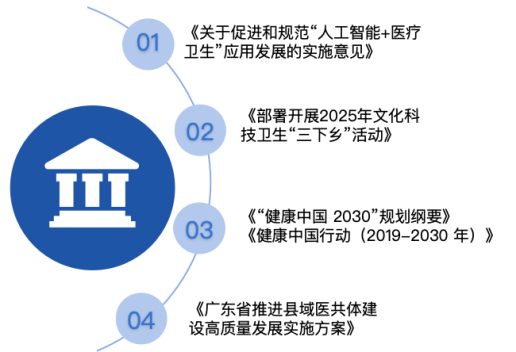 01
《关于促进和规范“人工智能+医疗
卫生”应用发展的实施意见》
02
《部署开展2025年文化科
技卫生“三下乡”活动》
03
《“健康中国 2030”规划纲要》
《健康中国行动（2019-2030 年）》
04
《广东省推进县域医共体建
设高质量发展实施方案》